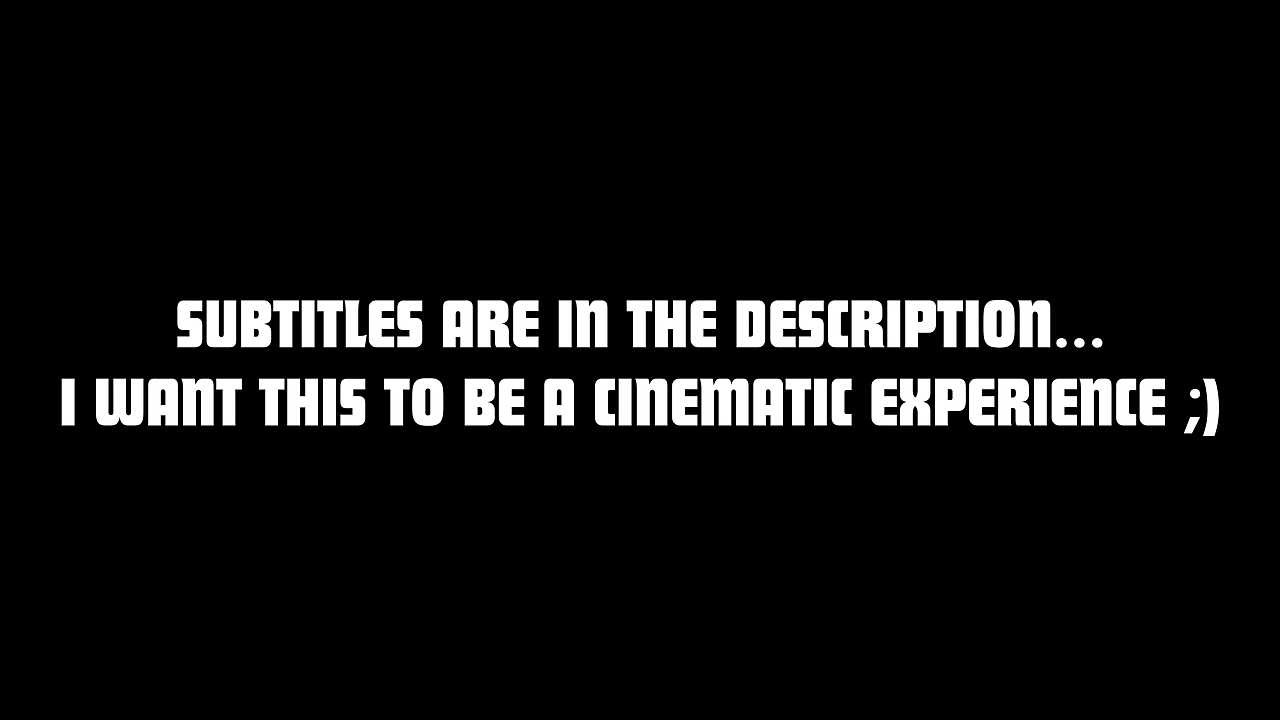 SUBTITLES ARE IN THE DESCRIPTION...
I WANT THIS TO BE A CINEMATIC EXPERIENCE ;)